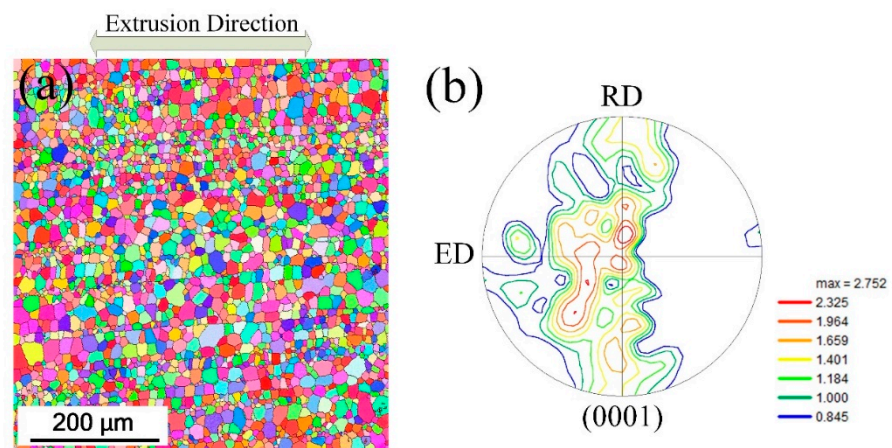 Extrusion Direction
(a)
200 μm
(b)
RD
ED
(0001)
max = 2.752
2.325
1.964
1.659
1.401
1.184
1.000
0.845